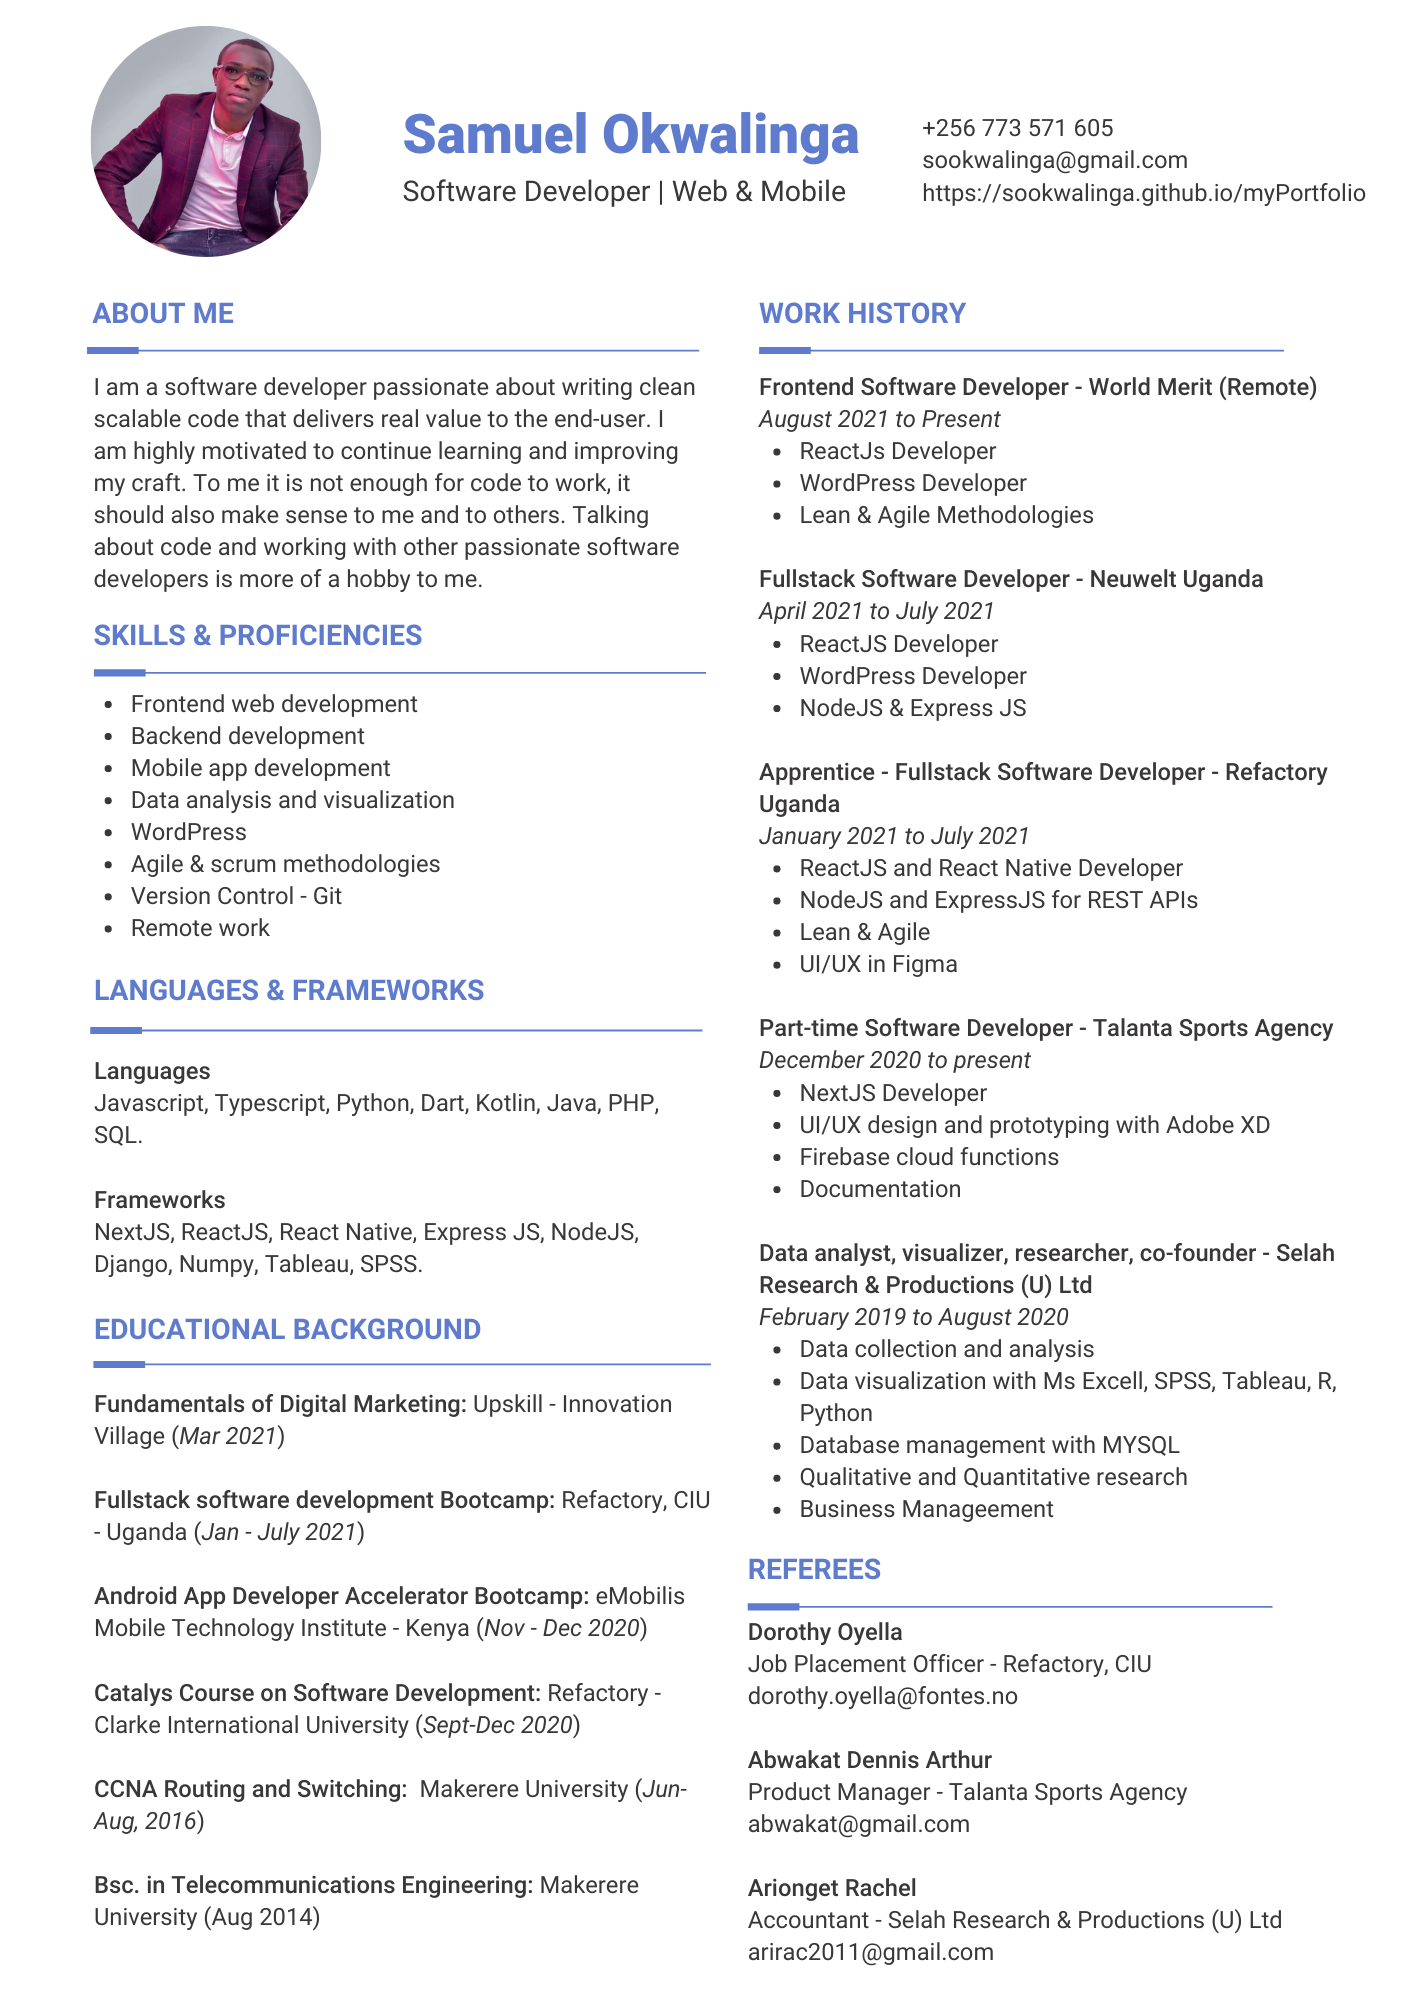 Samuel Okwalinga
Software Developer | Web & Mobile
+256 773 571 605
sookwalinga@gmail.com
https://sookwalinga.github.io/myPortfolio
ABOUT ME
I am a software developer passionate about writing clean
scalable code that delivers real value to the end-user. I
am highly motivated to continue learning and improving
my craft. To me it is not enough for code to work, it
should also make sense to me and to others. Talking
about code and working with other passionate software
developers is more of a hobby to me.
SKILLS & PROFICIENCIES
• Frontend web development
• Backend development
• Mobile app development
• Data analysis and visualization
• WordPress
• Agile & scrum methodologies
• Version Control - Git
• Remote work
LANGUAGES & FRAMEWORKS
Languages
Javascript, Typescript, Python, Dart, Kotlin, Java, PHP,
SQL.
Frameworks
NextJS, ReactJS, React Native, Express JS, NodeJS,
Django, Numpy, Tableau, SPSS.
EDUCATIONAL BACKGROUND
Fundamentals of Digital Marketing: Upskill - Innovation
Village (Mar 2021)
Fullstack software development Bootcamp: Refactory, CIU
- Uganda (Jan - July 2021)
Android App Developer Accelerator Bootcamp: eMobilis
Mobile Technology Institute - Kenya (Nov - Dec 2020)
Catalys Course on Software Development: Refactory -
Clarke International University (Sept-Dec 2020)
CCNA Routing and Switching: Makerere University (Jun-
Aug, 2016)
Bsc. in Telecommunications Engineering: Makerere
University (Aug 2014)
WORK HISTORY
Frontend Software Developer - World Merit (Remote)
August 2021 to Present
• ReactJs Developer
• WordPress Developer
• Lean & Agile Methodologies
Fullstack Software Developer - Neuwelt Uganda
April 2021 to July 2021
• ReactJS Developer
• WordPress Developer
• NodeJS & Express JS
Apprentice - Fullstack Software Developer - Refactory
Uganda
January 2021 to July 2021
• ReactJS and React Native Developer
• NodeJS and ExpressJS for REST APIs
• Lean & Agile
• UI/UX in Figma
Part-time Software Developer - Talanta Sports Agency
December 2020 to present
• NextJS Developer
• UI/UX design and prototyping with Adobe XD
• Firebase cloud functions
• Documentation
Data analyst, visualizer, researcher, co-founder - Selah
Research & Productions (U) Ltd
February 2019 to August 2020
• Data collection and analysis
• Data visualization with Ms Excell, SPSS, Tableau, R,
Python
• Database management with MYSQL
• Qualitative and Quantitative research
• Business Manageement
REFEREES
Dorothy Oyella
Job Placement Officer - Refactory, CIU
dorothy.oyella@fontes.no
Abwakat Dennis Arthur
Product Manager - Talanta Sports Agency
abwakat@gmail.com
Arionget Rachel
Accountant - Selah Research & Productions (U) Ltd
arirac2011@gmail.com